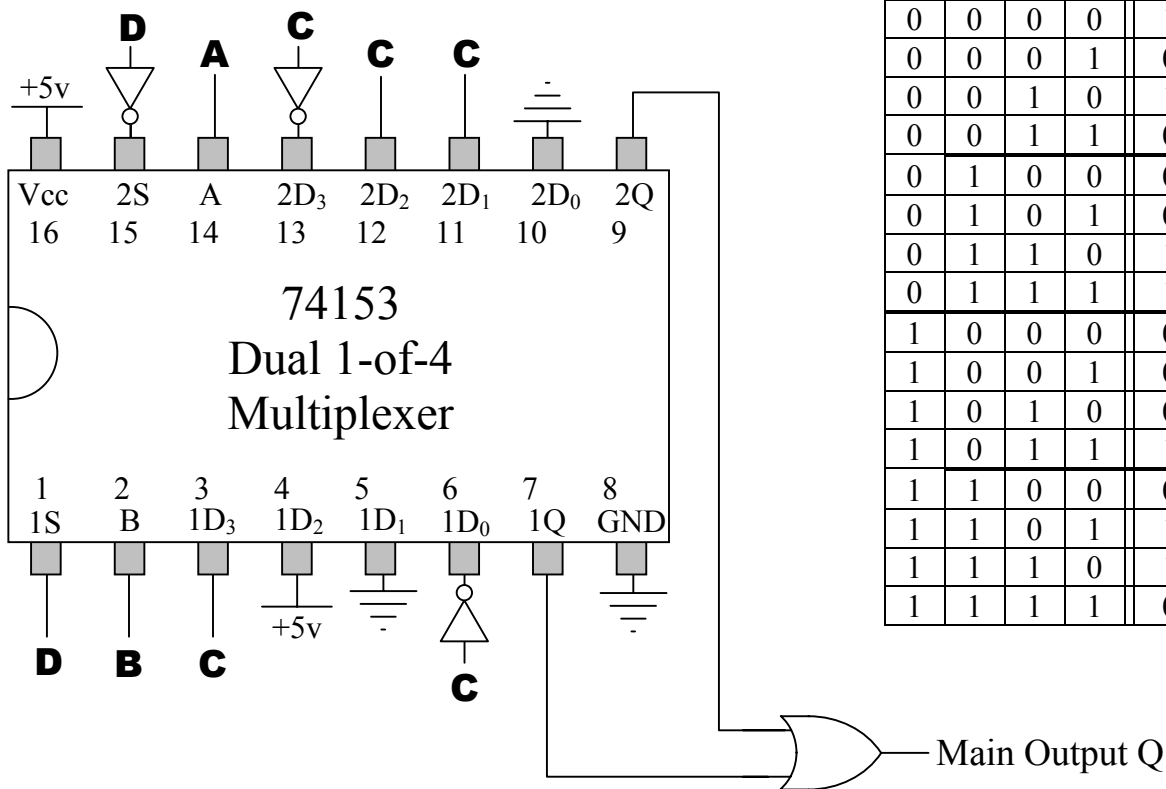 D
A
C
C
C
+5v
Vcc 2S A 2D₃ 2D₂ 2D₁ 2D₀ 2Q
16 15 14 13 12 11 10 9
74153
Dual 1-of-4
Multiplexer
1 2 3 4 5 6 7 8
1S B 1D₃ 1D₂ 1D₁ 1D₀ 1Q GND
+5v
D B C
C
Main Output Q
0 0 0 0
0 0 0 1
0 0 1 0
0 0 1 1
0 1 0 0
0 1 0 1
0 1 1 0
0 1 1 1
1 0 0 0
1 0 0 1
1 0 1 0
1 0 1 1
1 1 0 0
1 1 0 1
1 1 1 0
1 1 1 1